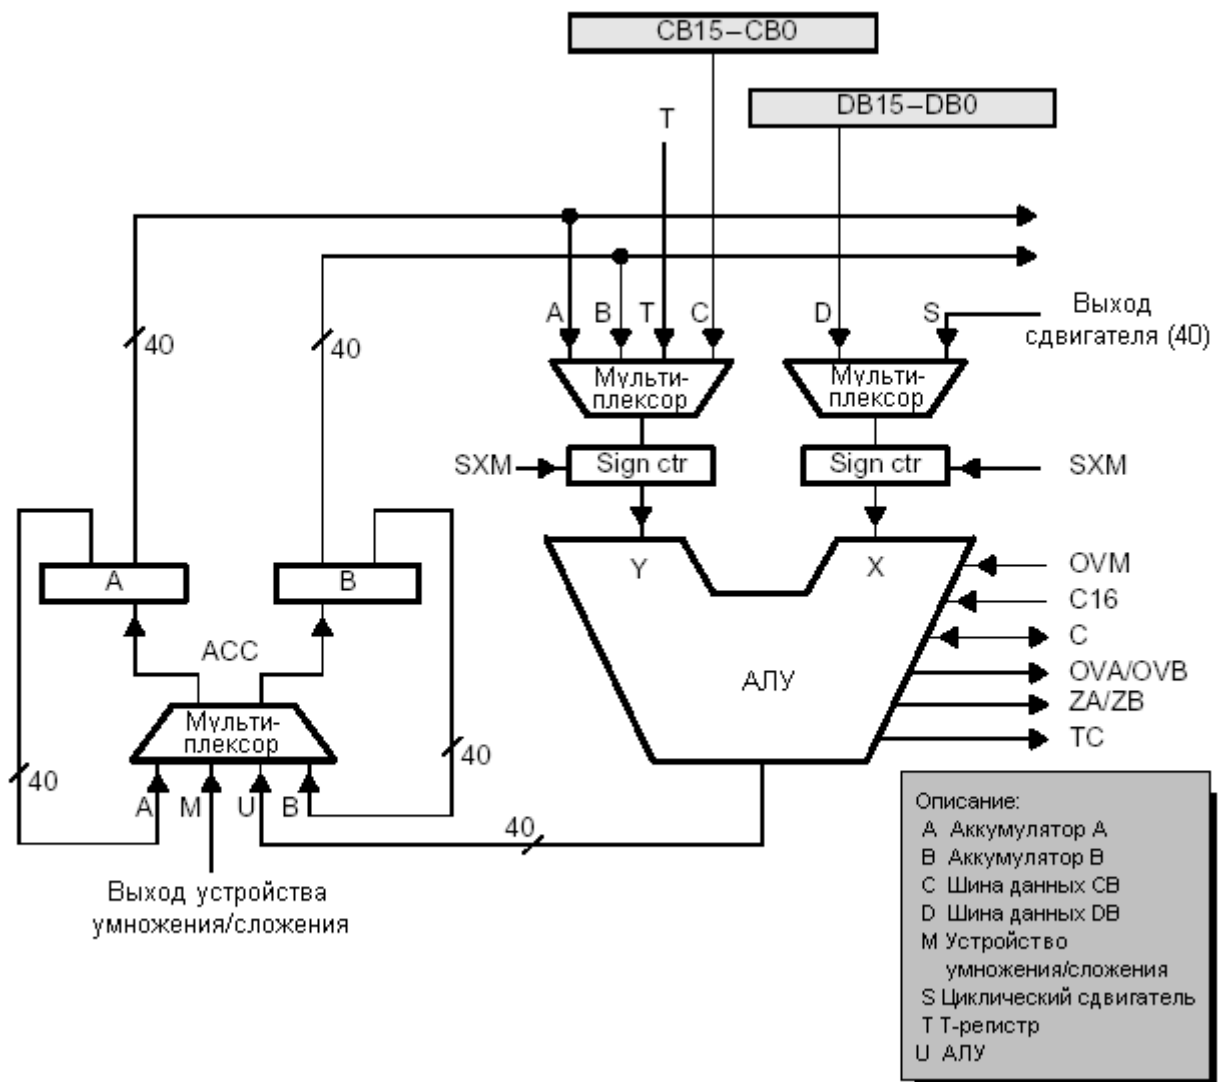 CB15–CB0
DB15–DB0
T
A
B
T
C
D
S
Выход
сдвигателя (40)
40
40
Мульти-
плексор
Мульти-
плексор
SXM
Sign ctr
Sign ctr
SXM
A
B
Y
X
OVM
C16
C
OVA/OVB
ZA/ZB
TC
АЛУ
ACC
Мульти-
плексор
40
40
A
M
U
B
40
Выход устройства
умножения/сложения
Описание:
A Аккумулятор A
B Аккумулятор B
C Шина данных CB
D Шина данных DB
M Устройство
умножения/сложения
S Циклический сдвигатель
T T-регистр
U АЛУ